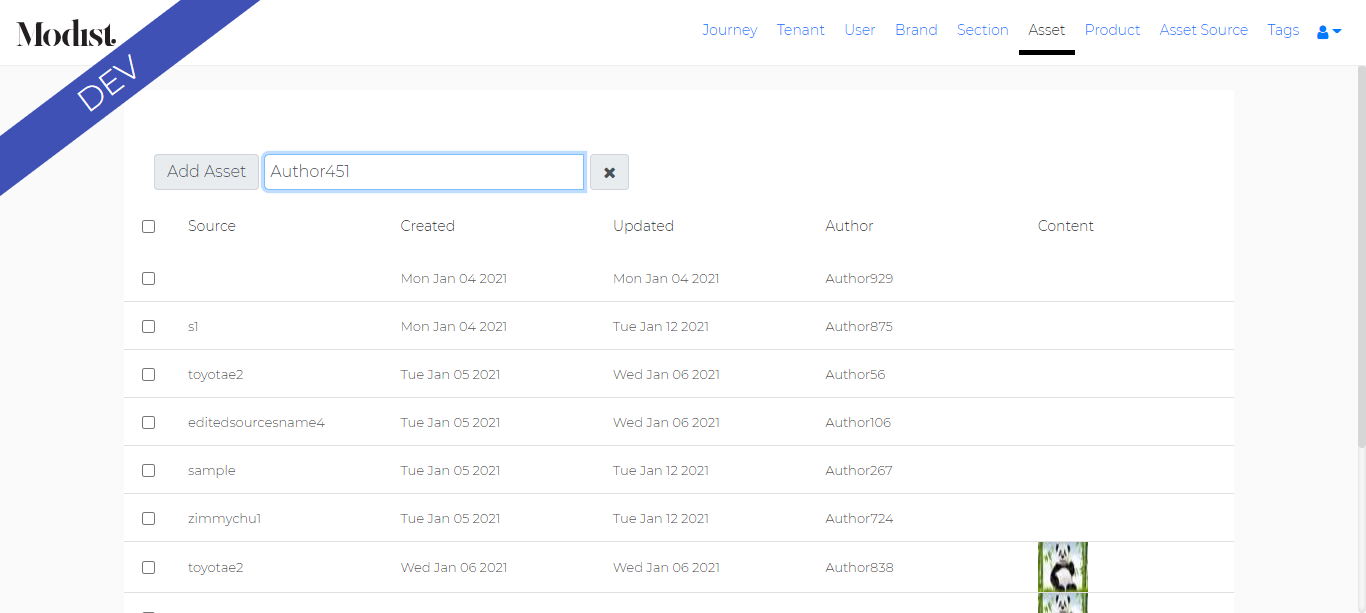 Modist.
DEV
Journey Tenant User Brand Section Asset Product Asset Source Tags
Add Asset Author451
Source Created Updated Author Content
Mon Jan 04 2021 Mon Jan 04 2021 Author929
s1 Mon Jan 04 2021 Tue Jan 12 2021 Author875
toyotae2 Tue Jan 05 2021 Wed Jan 06 2021 Author56
editedsourcesname4 Tue Jan 05 2021 Wed Jan 06 2021 Author106
sample Tue Jan 05 2021 Tue Jan 12 2021 Author267
zimmychu1 Tue Jan 05 2021 Tue Jan 12 2021 Author724
toyotae2 Wed Jan 06 2021 Wed Jan 06 2021 Author838